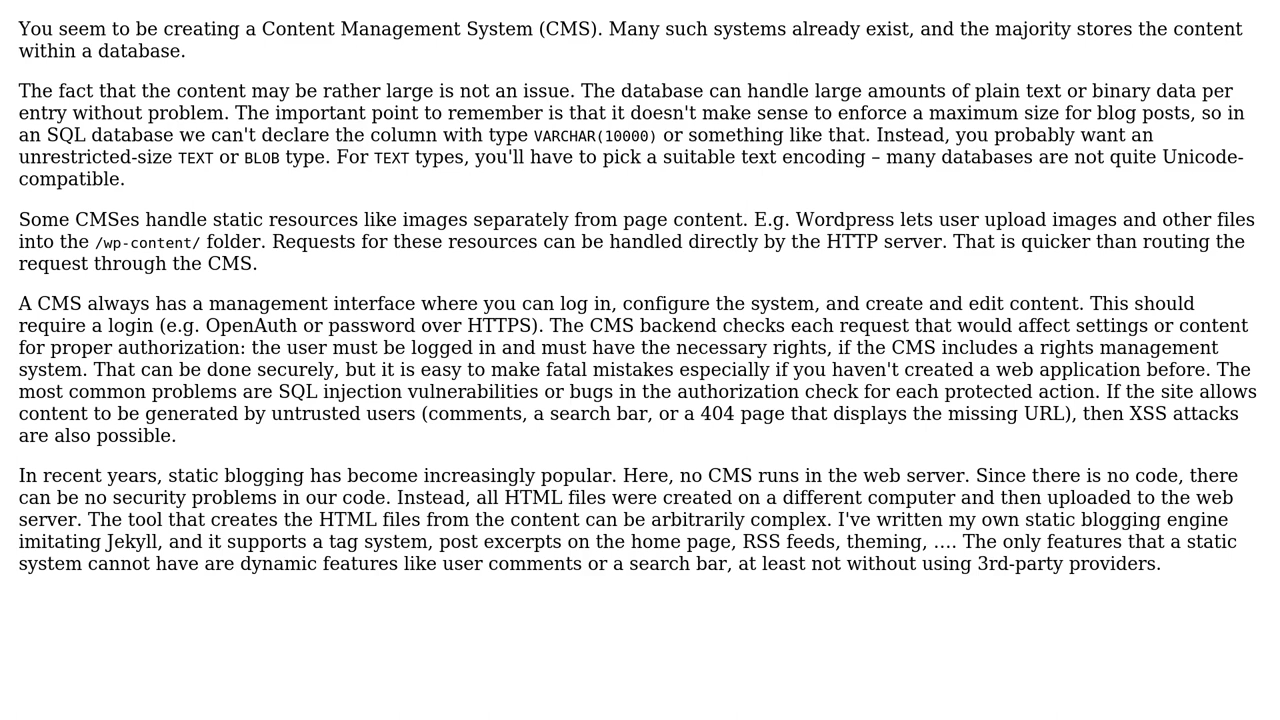 You seem to be creating a Content Management System (CMS). Many such systems already exist, and the majority stores the content
within a database.
The fact that the content may be rather large is not an issue. The database can handle large amounts of plain text or binary data per
entry without problem. The important point to remember is that it doesn't make sense to enforce a maximum size for blog posts, so in
an SQL database we can't declare the column with type VARCHAR(10000) or something like that. Instead, you probably want an
unrestricted-size TEXT or BLOB type. For TEXT types, you'll have to pick a suitable text encoding – many databases are not quite Unicode-
compatible.
Some CMSes handle static resources like images separately from page content. E.g. Wordpress lets user upload images and other files
into the /wp-content/ folder. Requests for these resources can be handled directly by the HTTP server. That is quicker than routing the
request through the CMS.
A CMS always has a management interface where you can log in, configure the system, and create and edit content. This should
require a login (e.g. OpenAuth or password over HTTPS). The CMS backend checks each request that would affect settings or content
for proper authorization: the user must be logged in and must have the necessary rights, if the CMS includes a rights management
system. That can be done securely, but it is easy to make fatal mistakes especially if you haven't created a web application before. The
most common problems are SQL injection vulnerabilities or bugs in the authorization check for each protected action. If the site allows
content to be generated by untrusted users (comments, a search bar, or a 404 page that displays the missing URL), then XSS attacks
are also possible.
In recent years, static blogging has become increasingly popular. Here, no CMS runs in the web server. Since there is no code, there
can be no security problems in our code. Instead, all HTML files were created on a different computer and then uploaded to the web
server. The tool that creates the HTML files from the content can be arbitrarily complex. I've written my own static blogging engine
imitating Jekyll, and it supports a tag system, post excerpts on the home page, RSS feeds, theming, …. The only features that a static
system cannot have are dynamic features like user comments or a search bar, at least not without using 3rd-party providers.